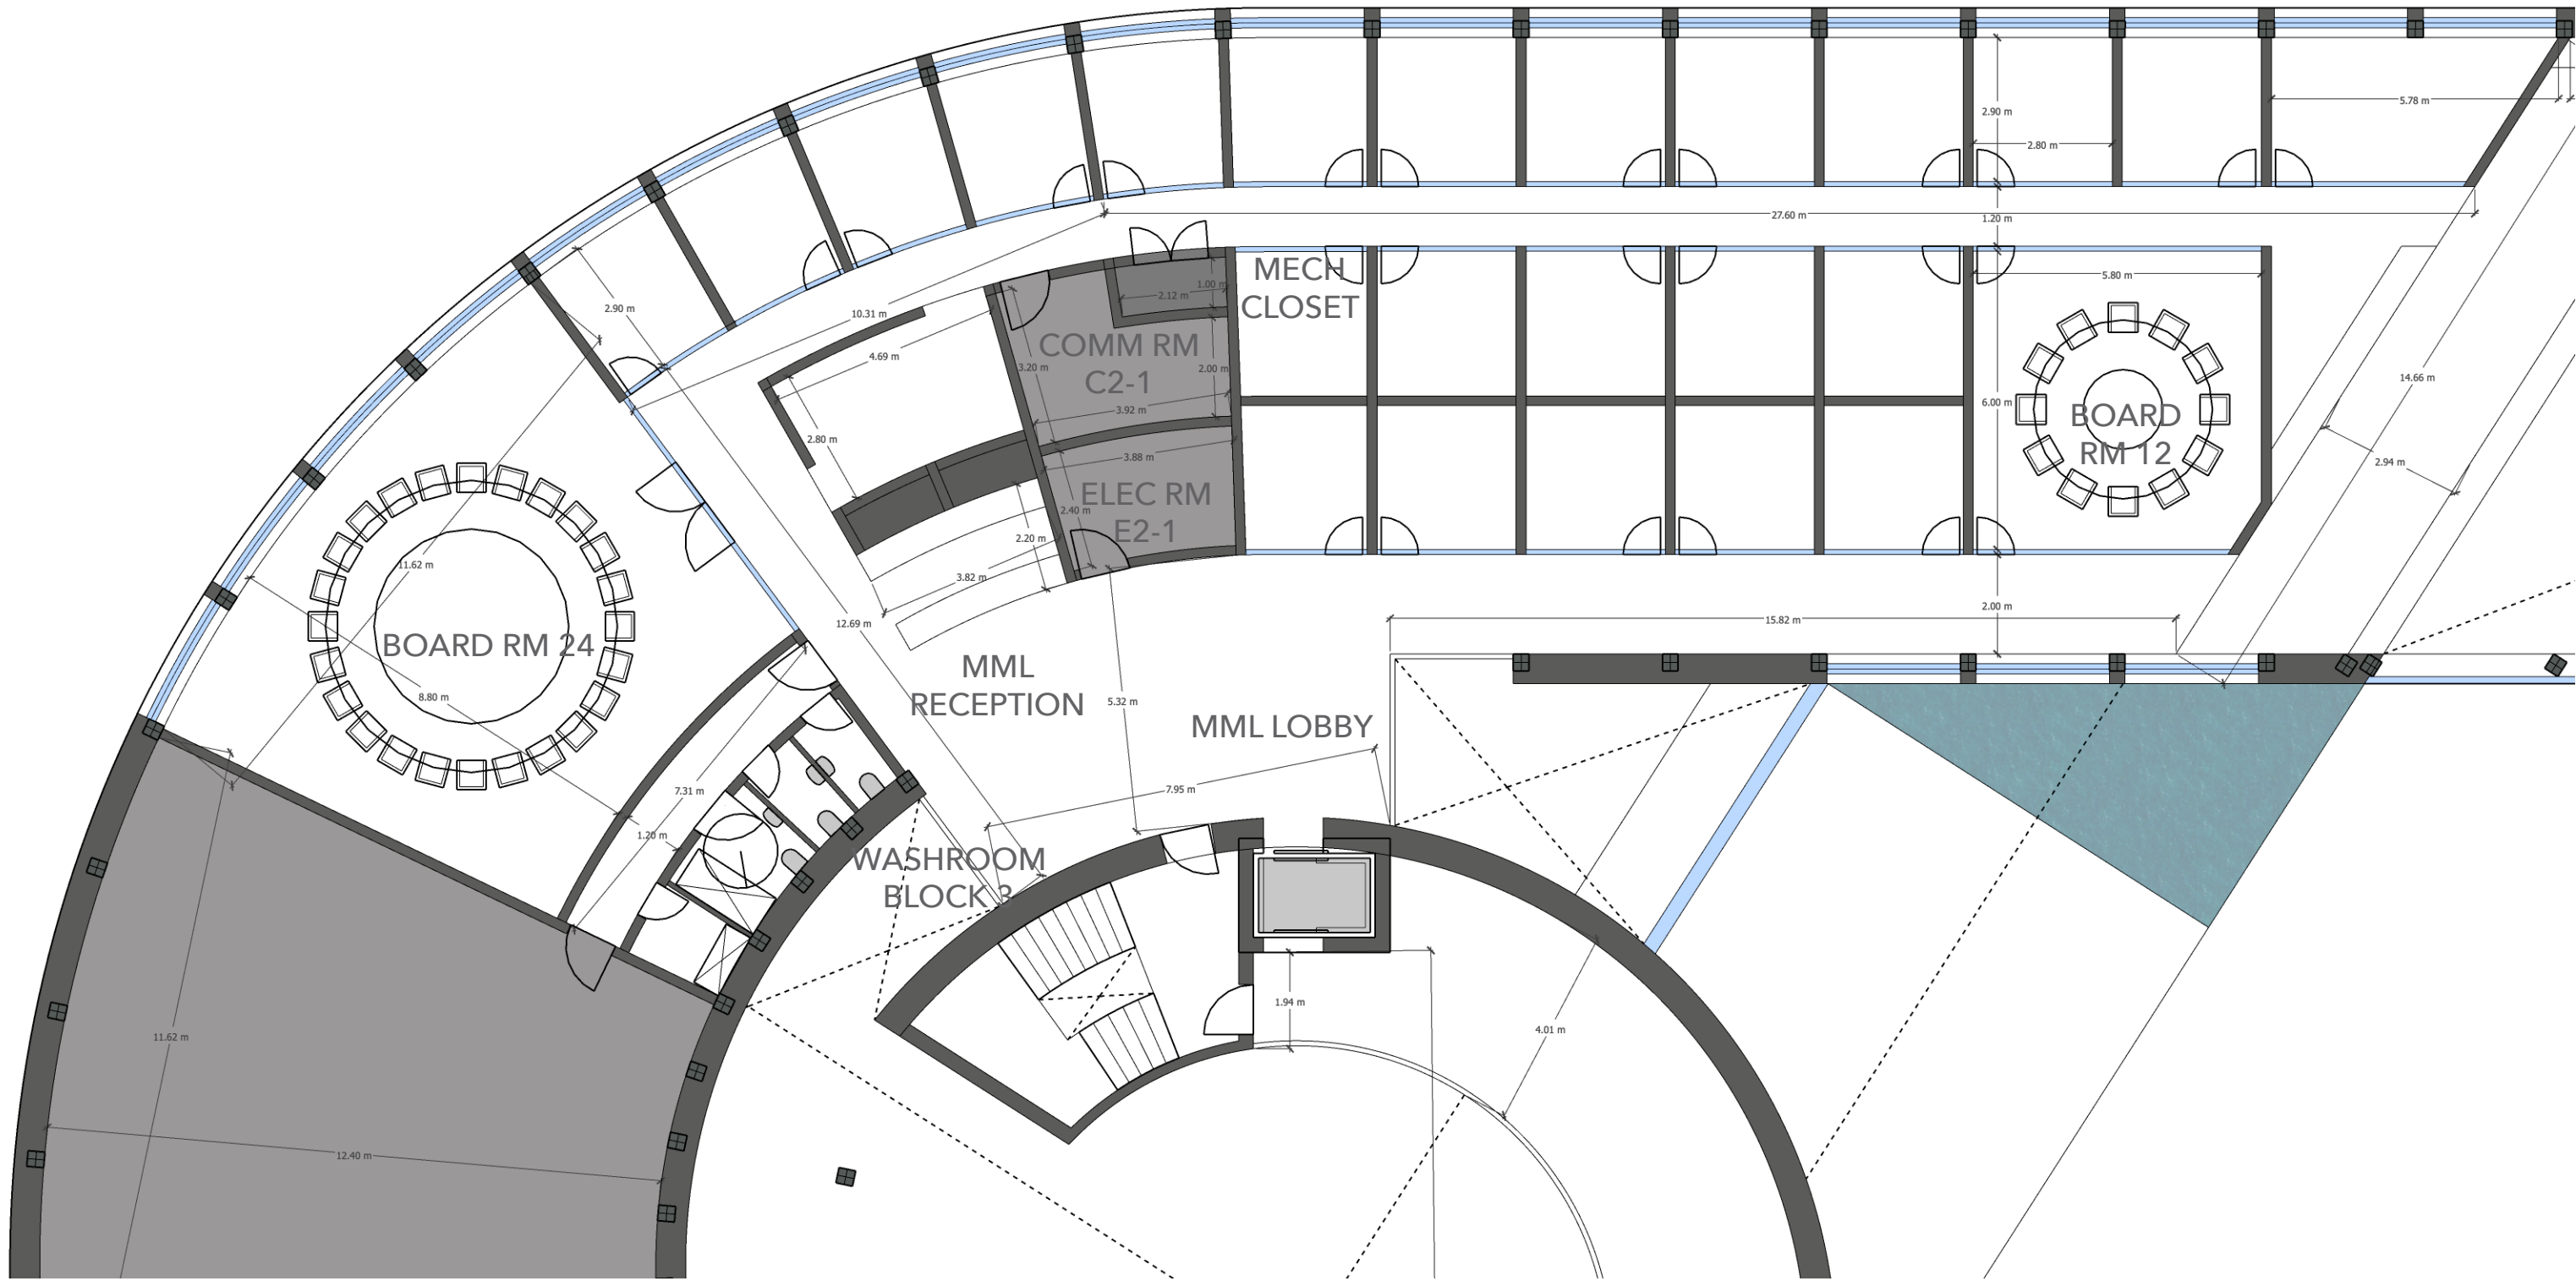 5.78 m
2.90 m
2.80 m
27.60 m
1.20 m
2.90 m
10.31 m
MECH
CLOSET
1.00 m
2.12 m
5.80 m
4.69 m
COMM RM
C2-1
3.20 m
2.00 m
3.92 m
14.66 m
6.00 m
BOARD
RM 12
2.80 m
3.88 m
2.94 m
ELEC RM
E2-1
2.40 m
2.20 m
3.82 m
11.62 m
BOARD RM 24
8.80 m
12.69 m
2.00 m
15.82 m
MML
RECEPTION
5.32 m
MML LOBBY
7.95 m
7.31 m
1.20 m
WASHROOM
BLOCK 3
1.94 m
4.01 m
11.62 m
12.40 m